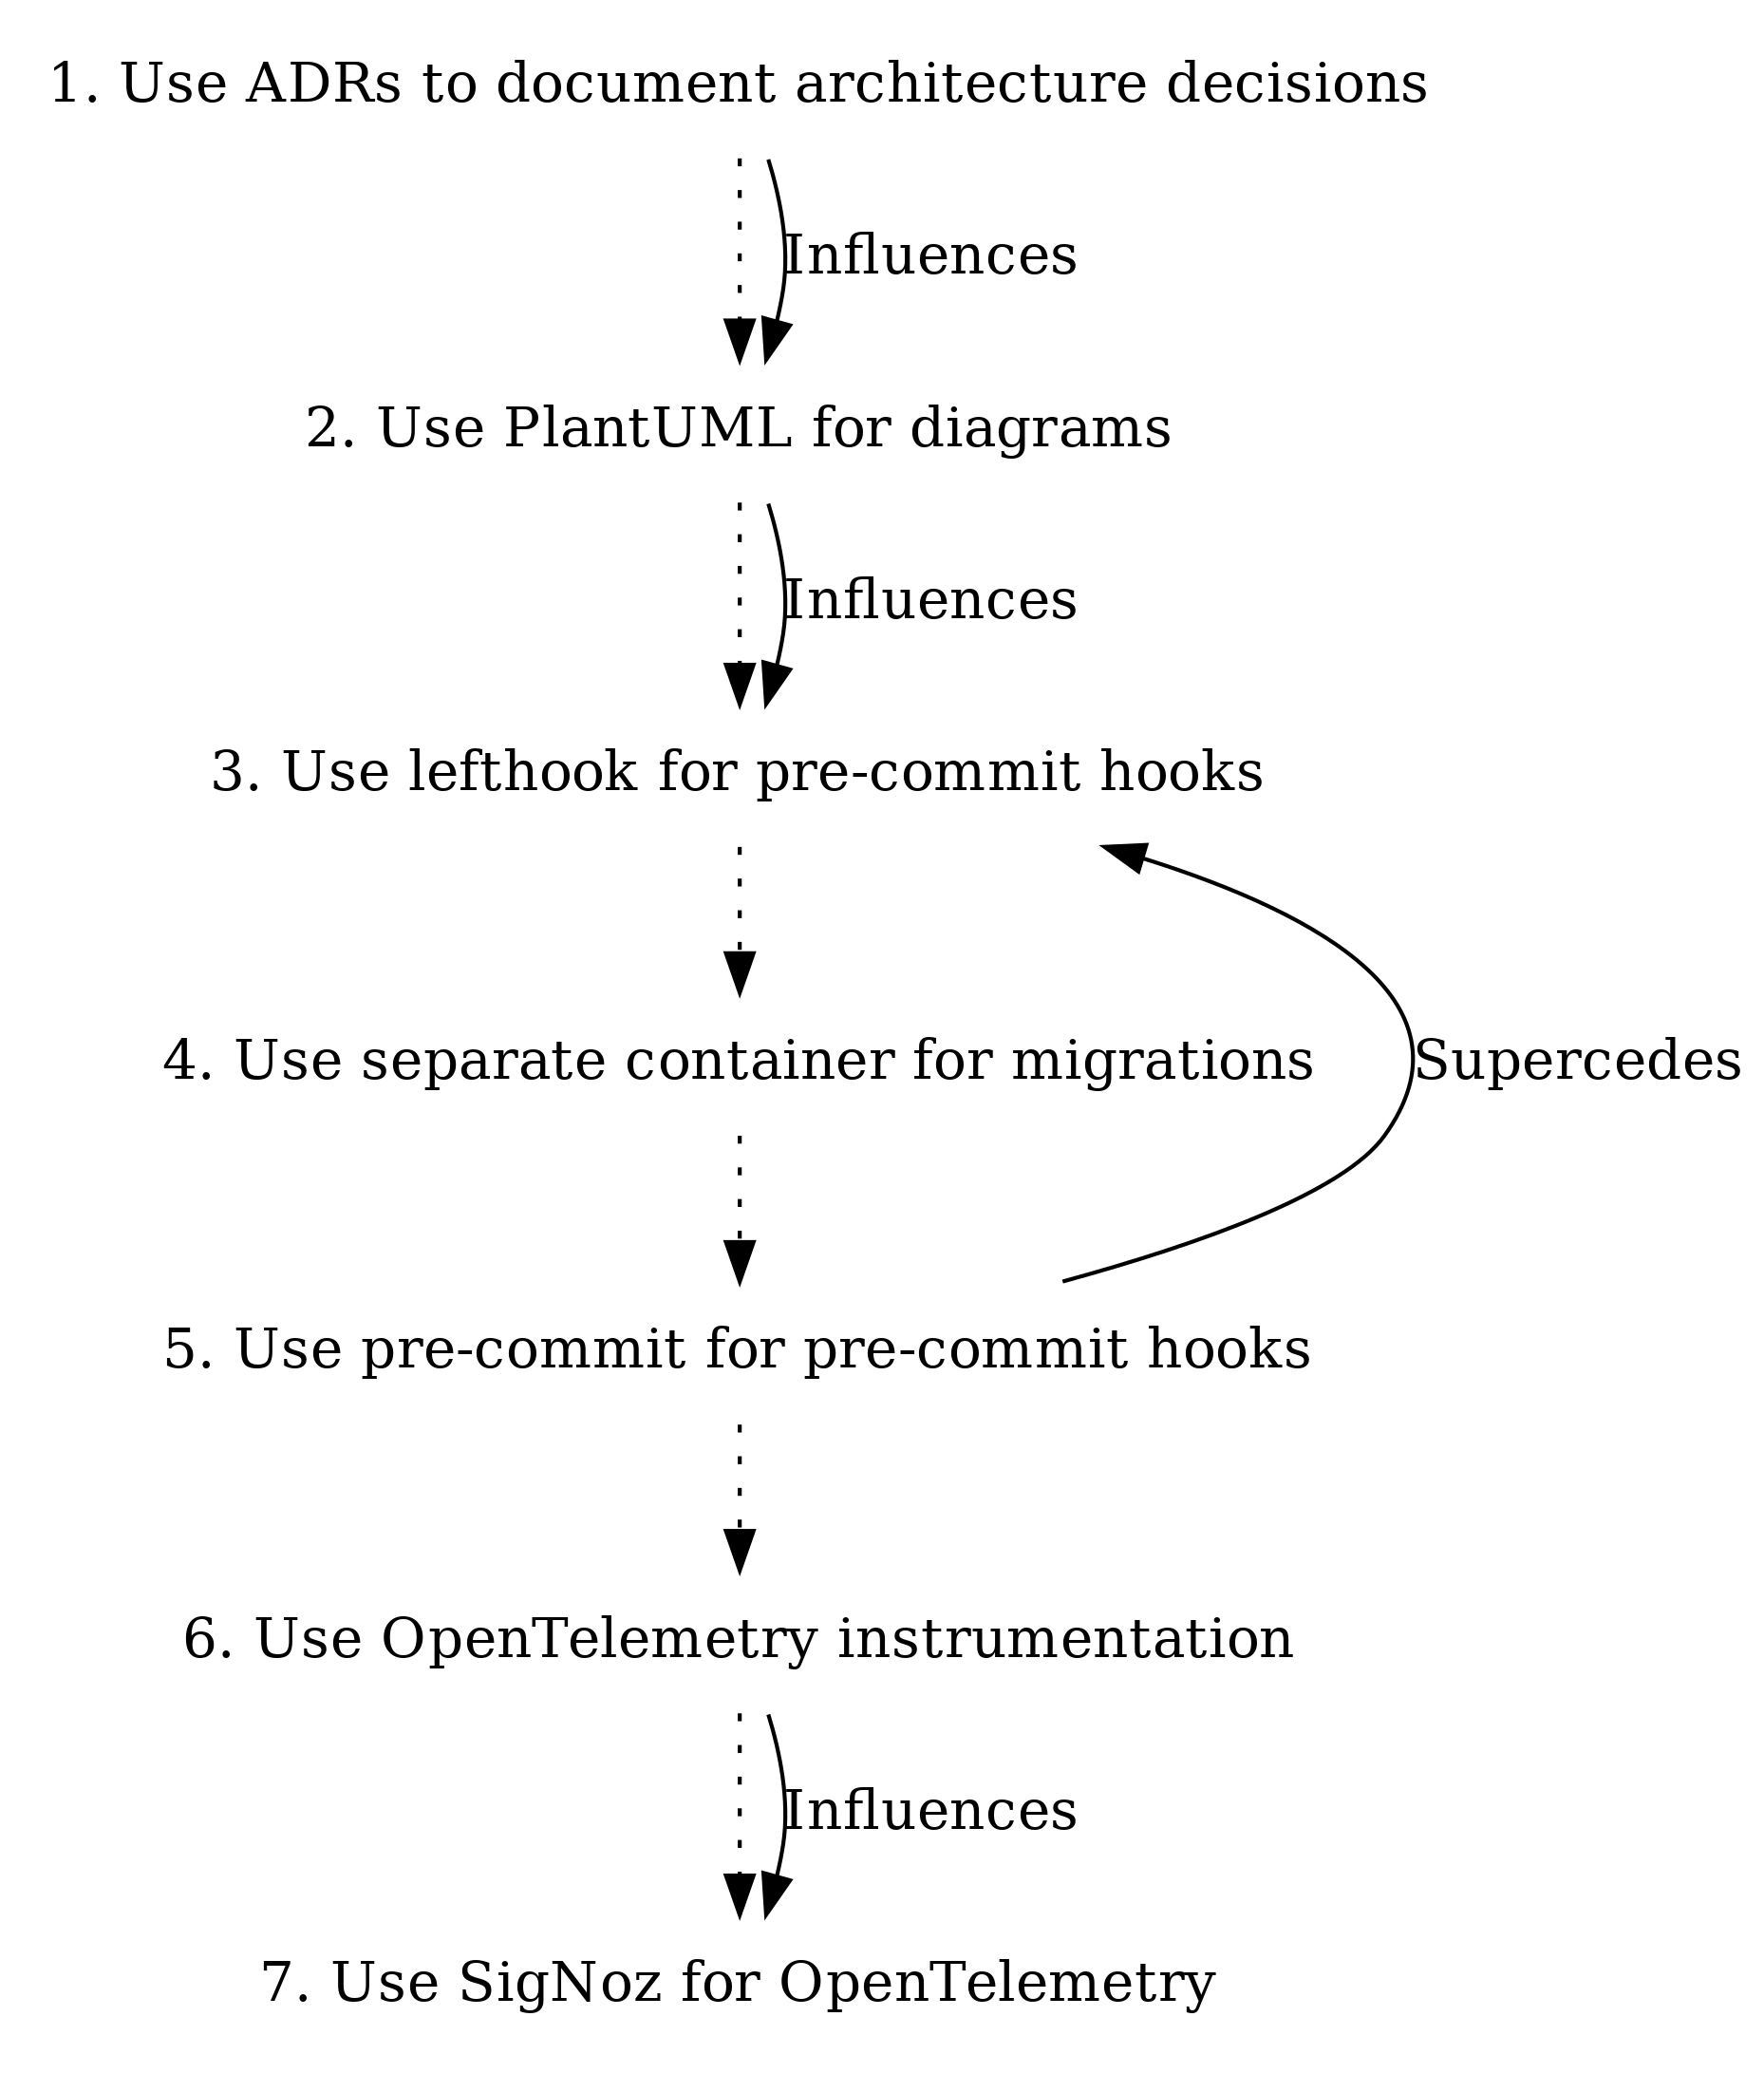 1. Use ADRs to document architecture decisions
Influences
2. Use PlantUML for diagrams
Influences
3. Use lefthook for pre-commit hooks
4. Use separate container for migrations
Supercedes
5. Use pre-commit for pre-commit hooks
6. Use OpenTelemetry instrumentation
Influences
7. Use SigNoz for OpenTelemetry